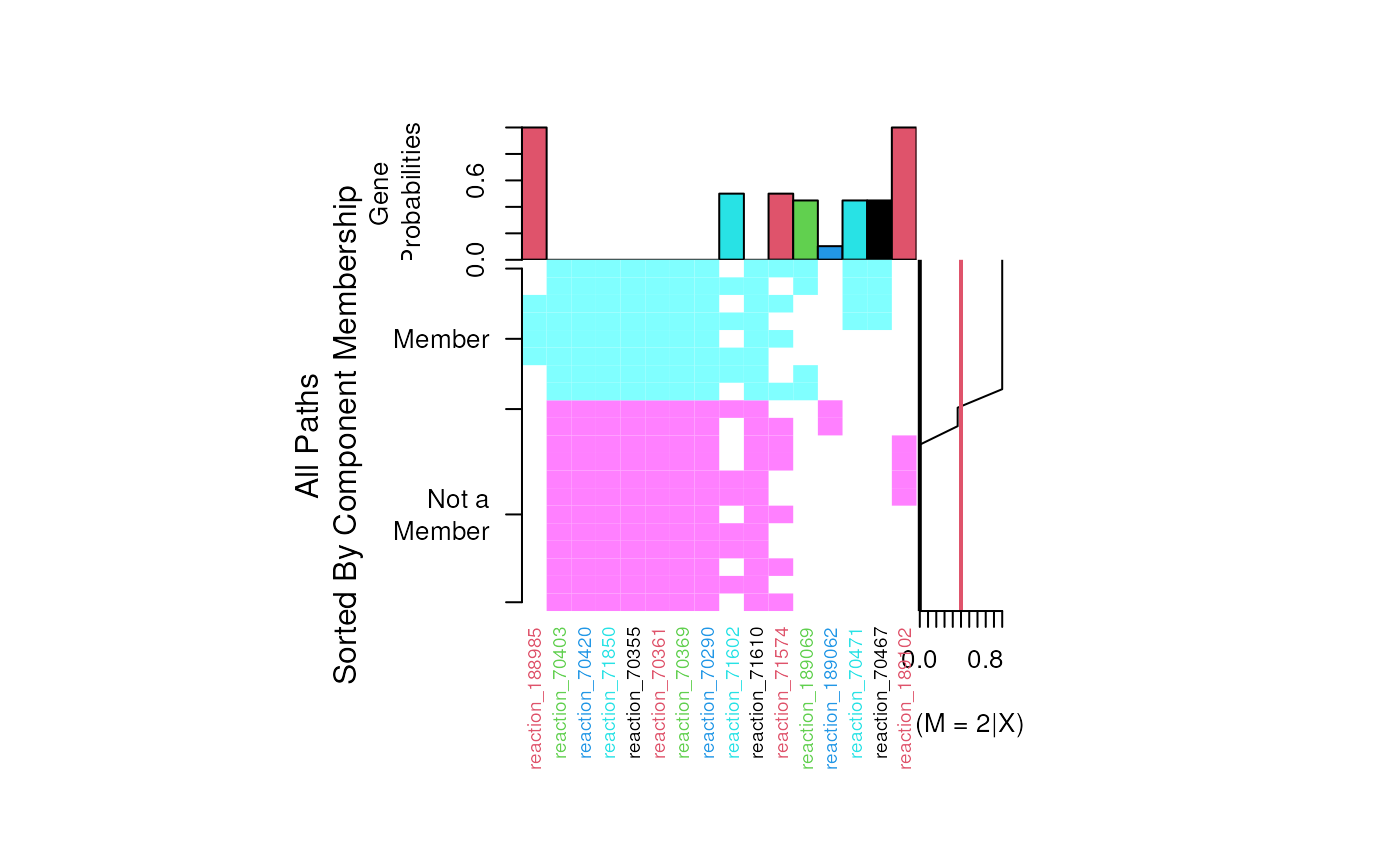 All Paths
Sorted By Component Membership
Gene
Probabilities
0.6
0.0
Member
Not a
Member
reaction_188985
reaction_70403
reaction_70420
reaction_71850
reaction_70355
reaction_70361
reaction_70369
reaction_70290
reaction_71602
reaction_71610
reaction_71574
reaction_189069
reaction_189062
reaction_70471
reaction_70467
reaction_189102
0.0
0.8
(M = 2|X)